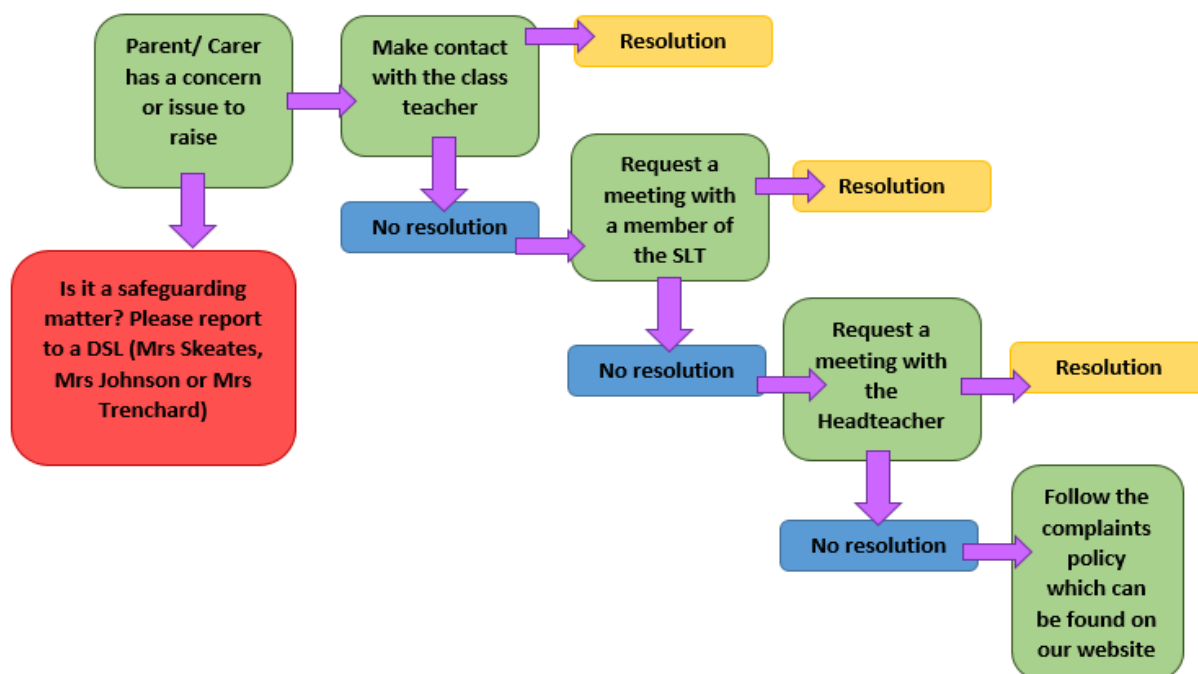 Parent/ Carer
has a concern
or issue to
raise
Make contact
with the class
teacher
Resolution
No resolution
Request a
meeting with
a member of
the SLT
Resolution
Is it a safeguarding
matter? Please report
to a DSL (Mrs Skeates,
Mrs Johnson or Mrs
Trenchard)
No resolution
Request a
meeting with
the
Headteacher
Resolution
No resolution
Follow the
complaints
policy
which can
be found on
our website